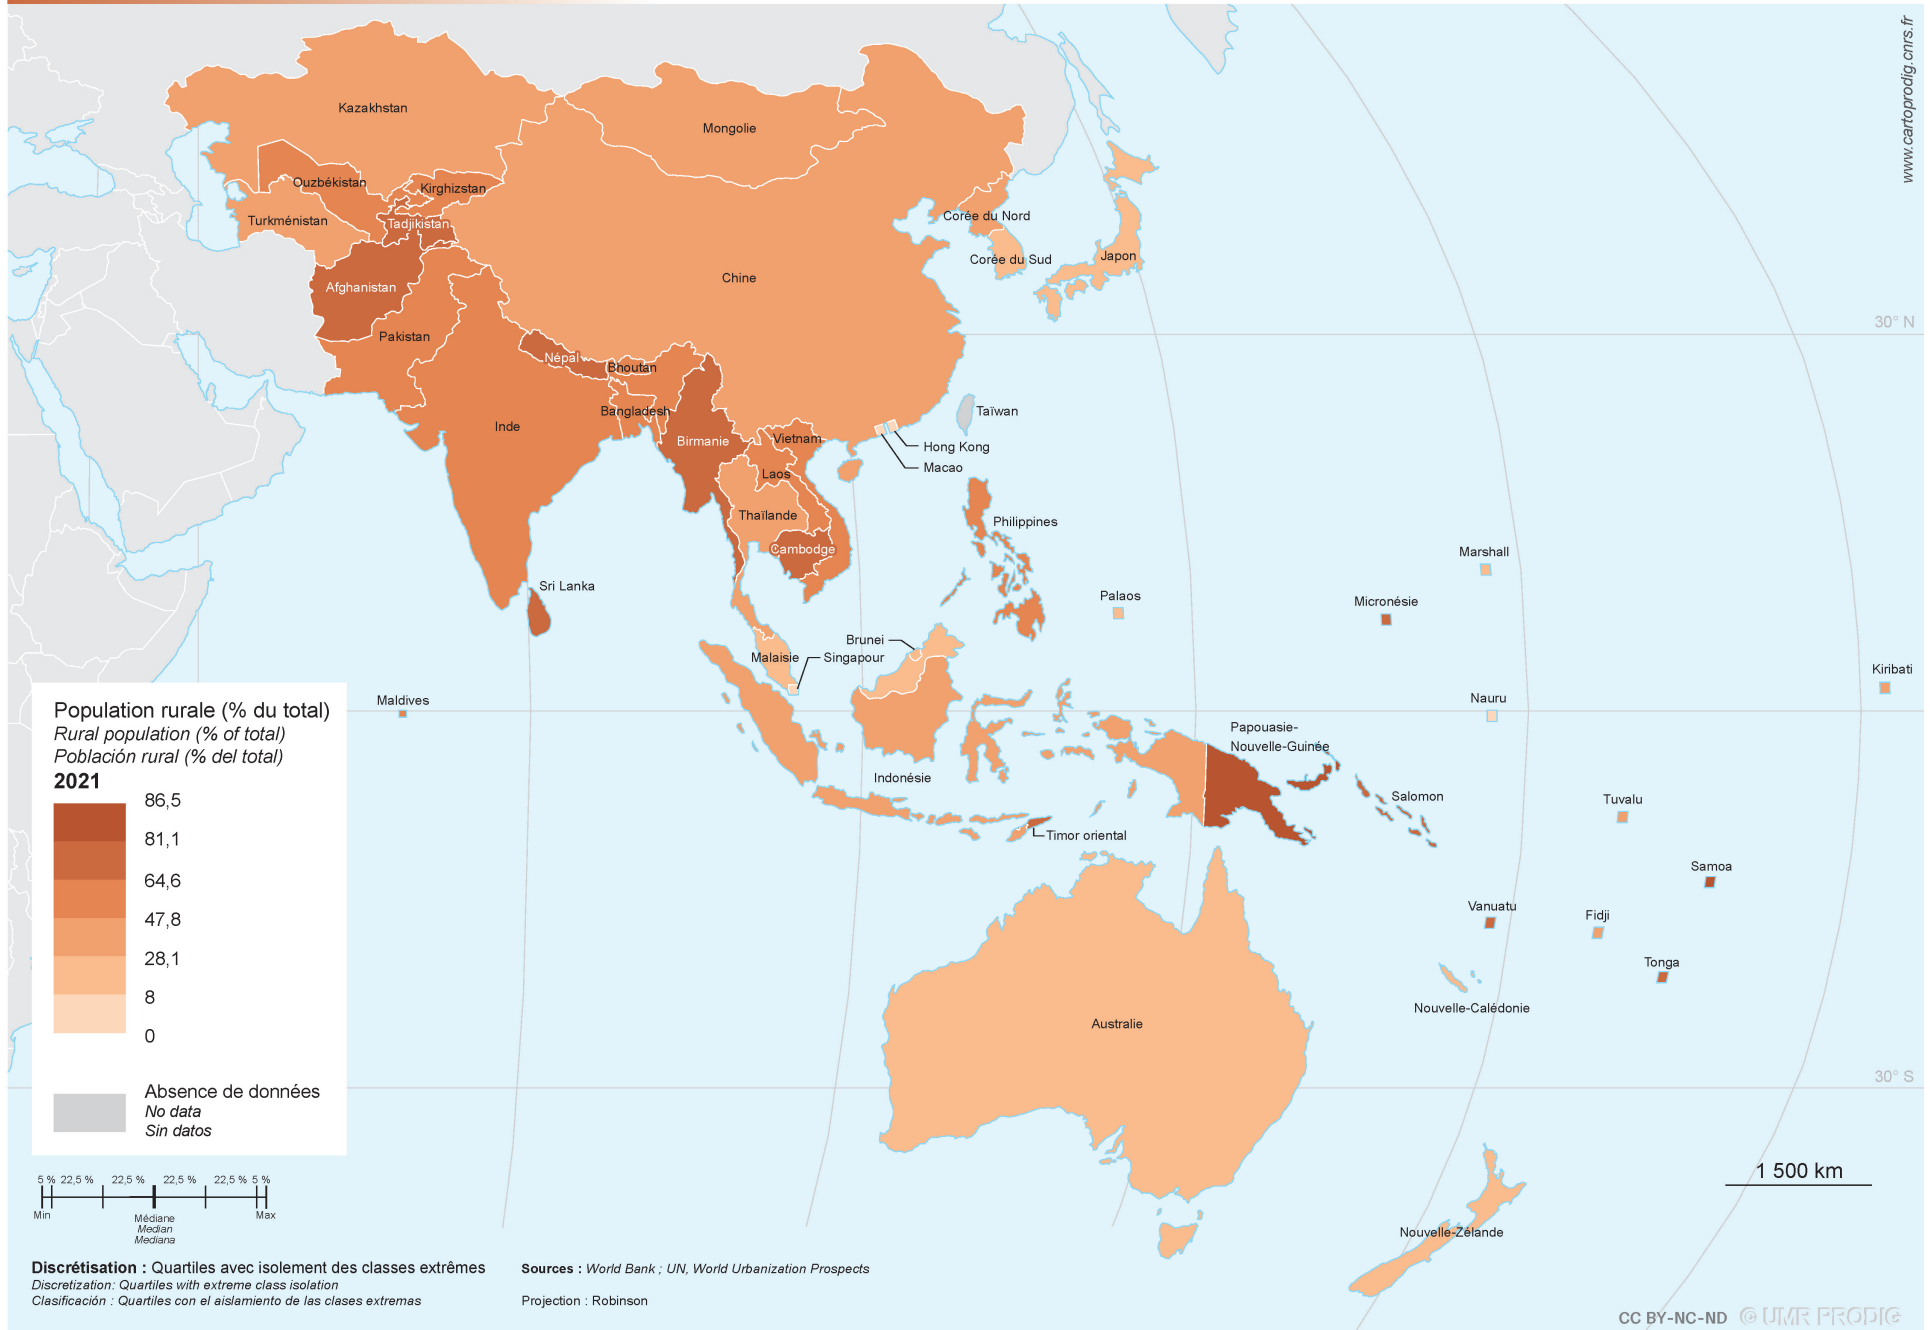 www.cartoprodig.cnrs.fr
Kazakhstan
Mongolie
Ouzbékistan
Kirghizstan
Turkménistan
Tadjikistan
Corée du Nord
Corée du Sud
Japon
Chine
Afghanistan
Pakistan
30° N
Népal
Bhoutan
Bangladesh
Taïwan
Inde
Birmanie
Vietnam
Hong Kong
Macao
Laos
Thaïlande
Philippines
Cambodge
Marshall
Sri Lanka
Palaos
Micronésie
Brunei
Malaisie
Singapour
Kiribati
Maldives
Nauru
Papouasie-
Nouvelle-Guinée
Indonésie
Salomon
Tuvalu
Timor oriental
Samoa
Vanuatu
Fidji
Tonga
Nouvelle-Calédonie
Australie
30° S
Nouvelle-Zélande
Population rurale (% du total)
Rural population (% of total)
Población rural (% del total)
2021
86,5
81,1
64,6
47,8
28,1
8
0
Absence de données
No data
Sin datos
5 % 22,5 % 22,5 % 22,5 % 22,5 % 5 %
Min Max
Médiane
Median
Mediana
1 500 km
Discrétisation : Quartiles avec isolement des classes extrêmes
Discretization: Quartiles with extreme class isolation
Clasificación : Quartiles con el aislamiento de las clases extremas
Sources : World Bank ; UN, World Urbanization Prospects
Projection : Robinson
CC BY-NC-ND © UMR PRODIG